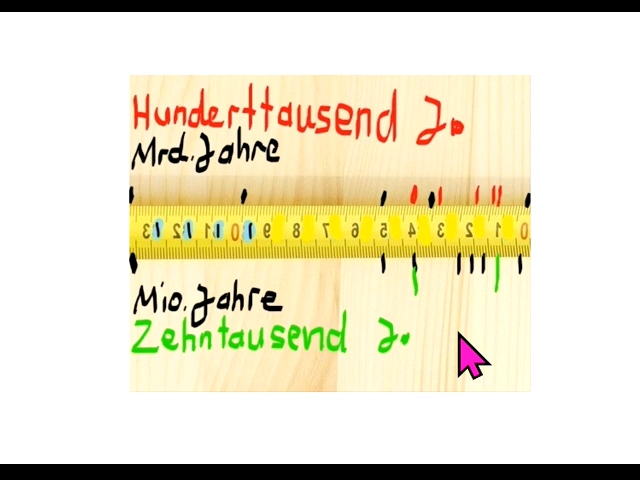 Hunderttausend J.
Mrd. Jahre
13 12 11 10 9 8 7 6 5 4 3 2 1 0
Mio. Jahre
Zehntausend J.